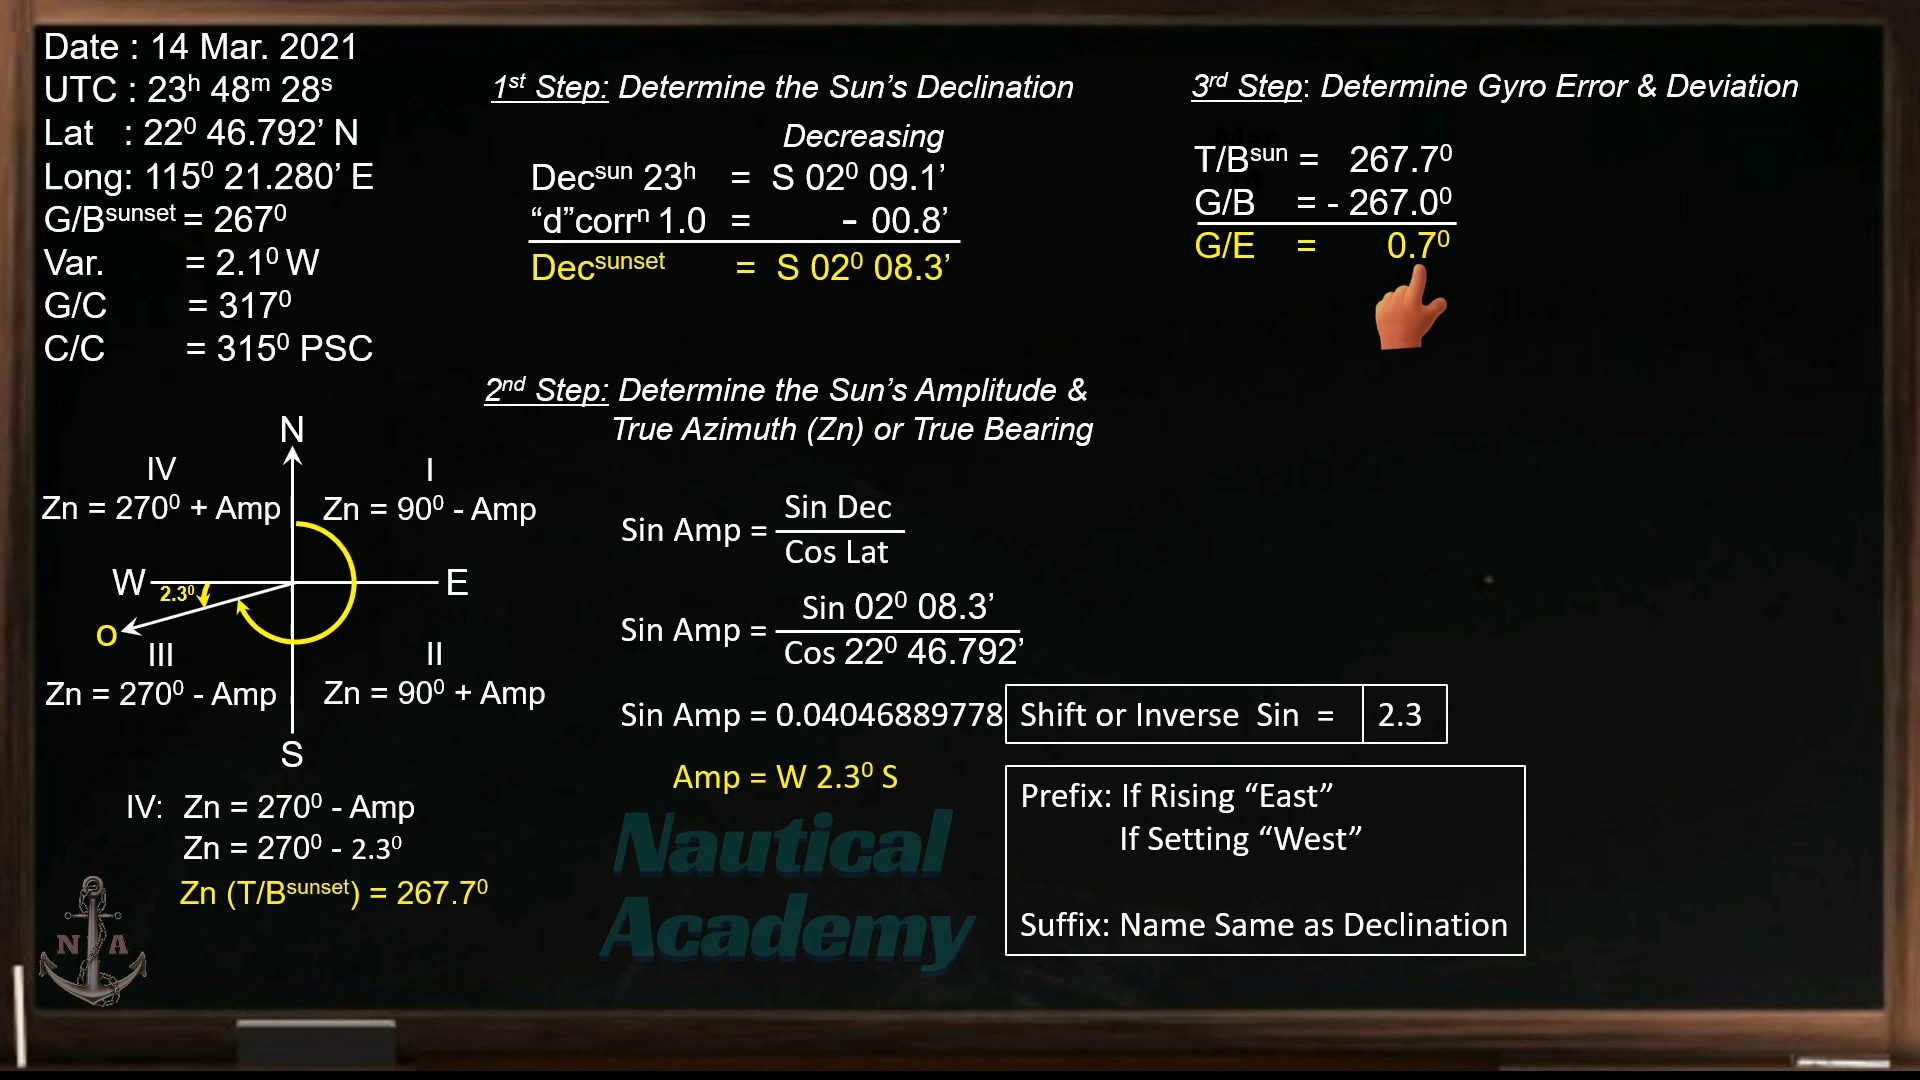 Date : 14 Mar. 2021
UTC : 23ʰ 48ᵐ 28ˢ
Lat : 22⁰ 46.792’ N
Long: 115⁰ 21.280’ E
G/Bˢᵘⁿˢᵉᵗ = 267⁰
Var. = 2.1⁰ W
G/C = 317⁰
C/C = 315⁰ PSC
N
IV
I
Zn = 270⁰ + Amp
Zn = 90⁰ - Amp
W
2.3⁰
E
O
III
II
Zn = 270⁰ - Amp
Zn = 90⁰ + Amp
S
IV: Zn = 270⁰ - Amp
Zn = 270⁰ - 2.3⁰
Zn (T/Bˢᵘⁿˢᵉᵗ) = 267.7⁰
N A
1ˢᵗ Step: Determine the Sun’s Declination
Decreasing
Decˢᵘⁿ 23ʰ = S 02⁰ 09.1’
“d”corrⁿ 1.0 = - 00.8’
Decˢᵘⁿˢᵉᵗ = S 02⁰ 08.3’
2ⁿᵈ Step: Determine the Sun’s Amplitude &
True Azimuth (Zn) or True Bearing
Sin Amp = Sin Dec
Cos Lat
Sin Amp = Sin 02⁰ 08.3’
Cos 22⁰ 46.792’
Sin Amp = 0.04046889778
Shift or Inverse Sin = 2.3
Amp = W 2.3⁰ S
Prefix: If Rising “East”
If Setting “West”
Suffix: Name Same as Declination
Nautical
Academy
3ʳᵈ Step: Determine Gyro Error & Deviation
Mar
T/Bˢᵘⁿ = 267.7⁰
G/B = - 267.0⁰
G/E = 0.7⁰